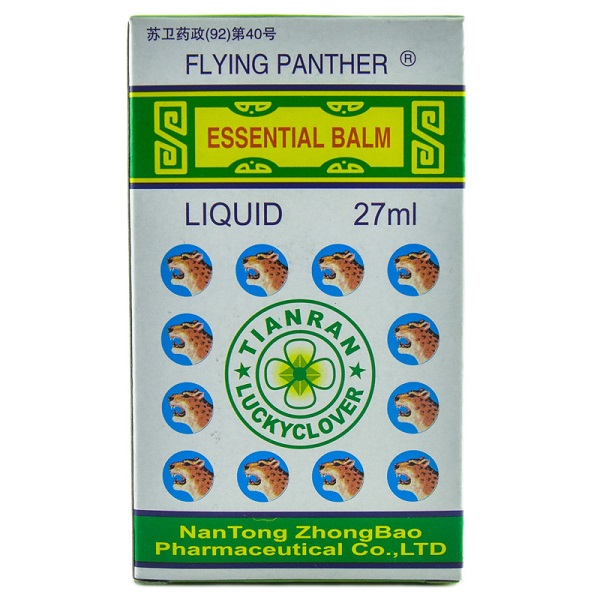 苏卫药政(92)第40号
FLYING PANTHER ®
ESSENTIAL BALM
LIQUID 27ml
TIANRAN
LUCKYCLOVER
NanTong ZhongBao
Pharmaceutical Co.,LTD